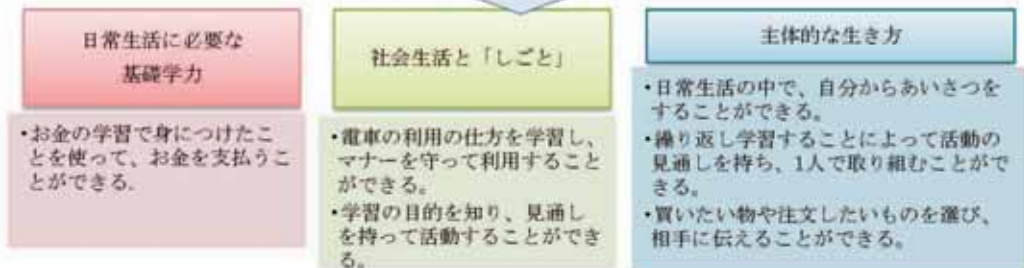 日常生活に必要な
基礎学力
・お金の学習で身につけたこ
とを使って、お金を支払うこ
とができる.
社会生活と「しごと」
・電車の利用の仕方を学習し、
マナーを守って利用すること
ができる。
・学習の目的を知り、見通し
を持って活動することができ
る。
主体的な生き方
・日常生活の中で、自分からあいさつを
することができる。
・繰り返し学習することによって活動の
見通しを持ち、1人で取り組むことがで
きる。
・買いたい物や注文したいものを選び、
相手に伝えることができる。